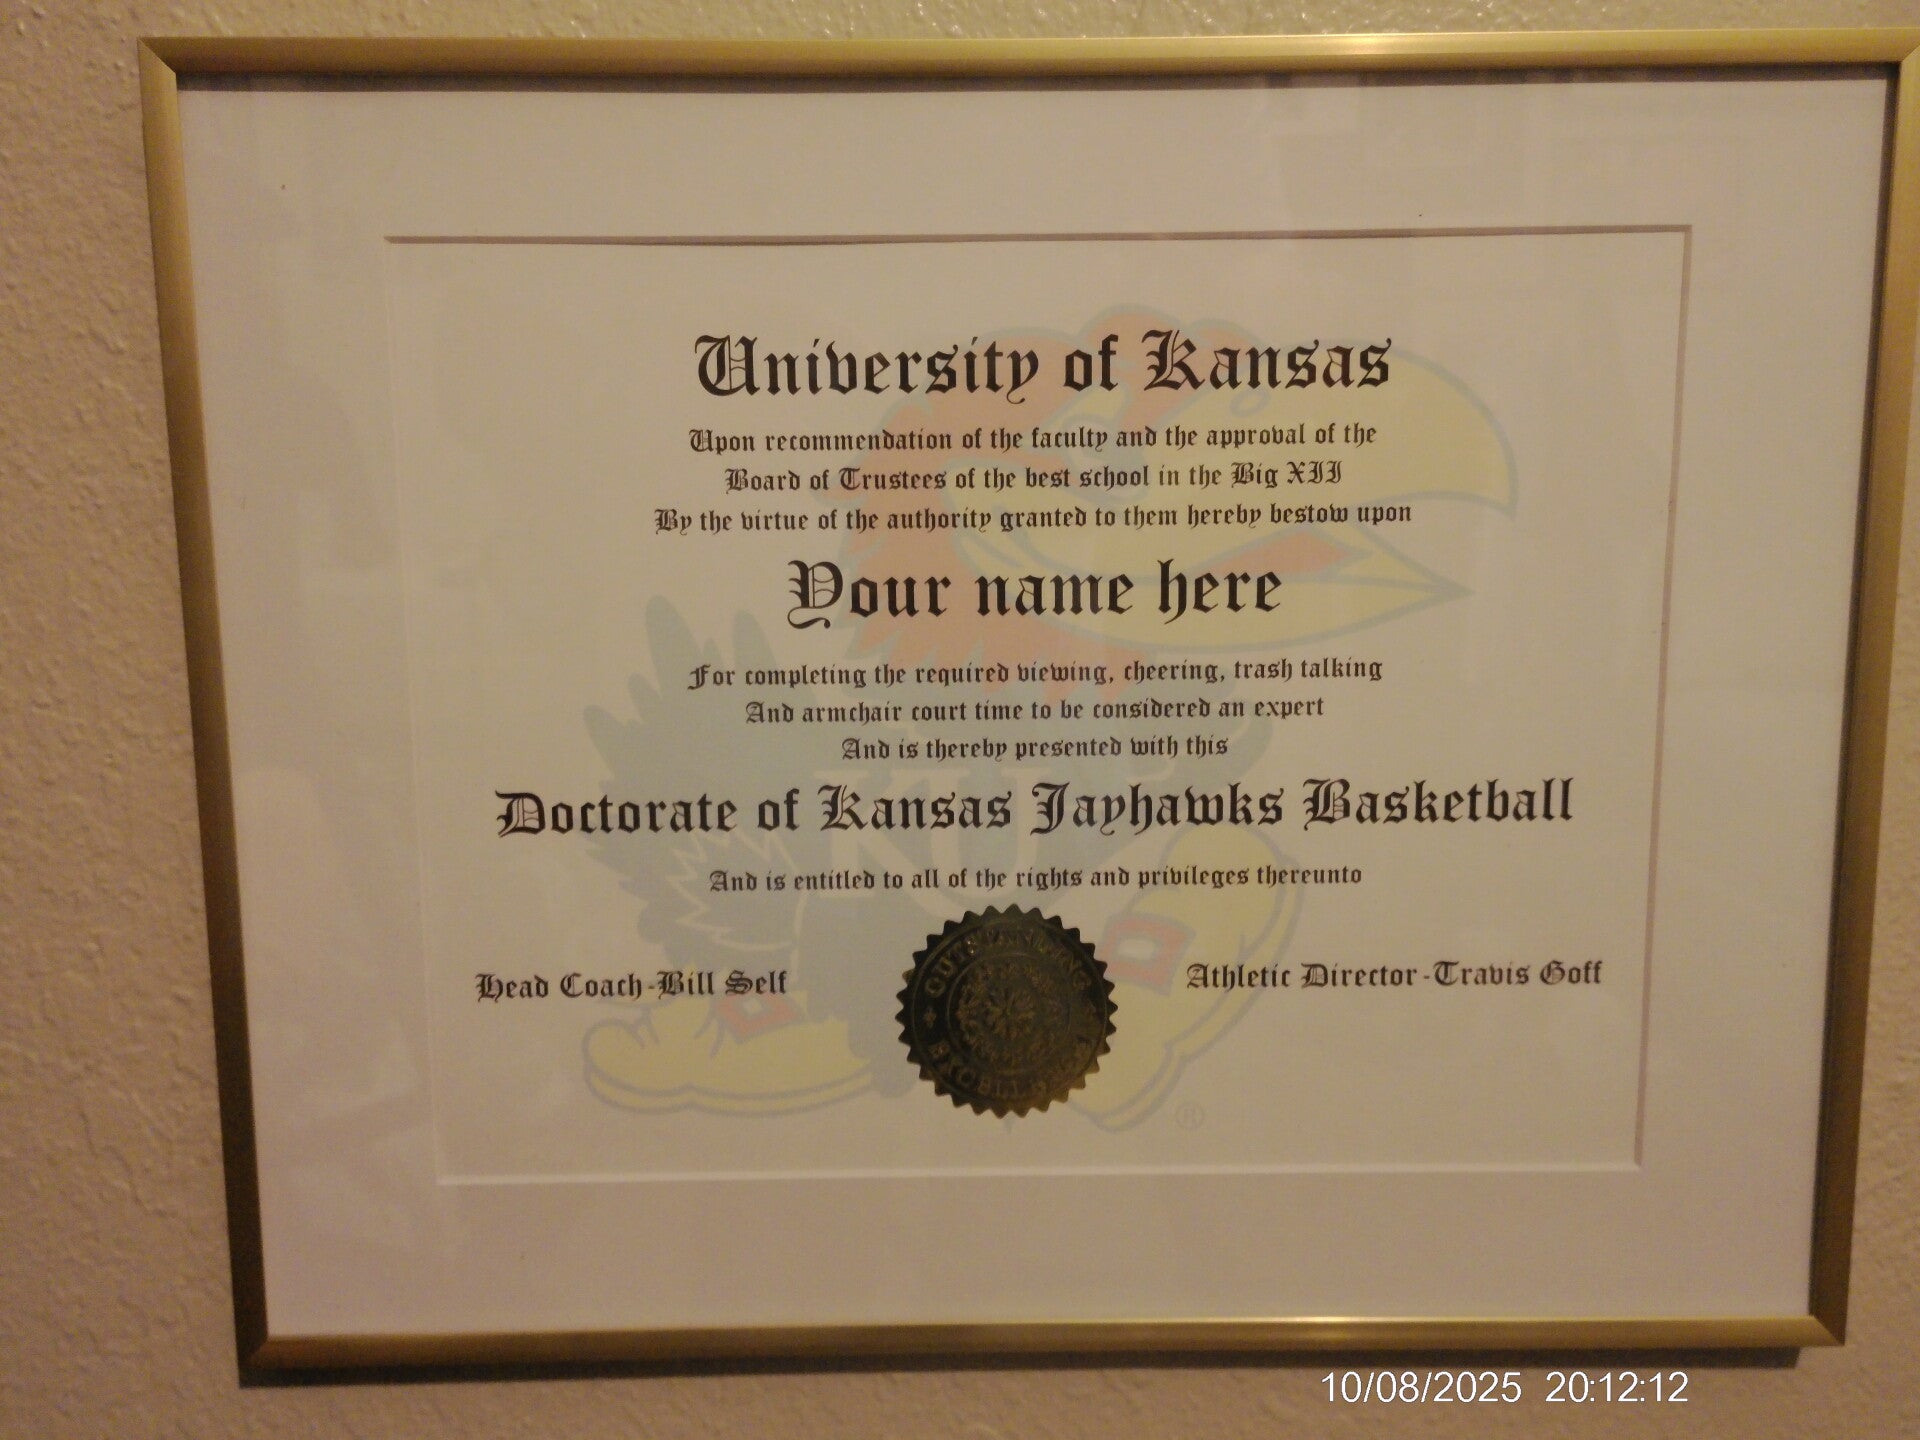 University of Kansas
Upon recommendation of the faculty and the approval of the
Board of Trustees of the best school in the Big XII
By the virtue of the authority granted to them hereby bestow upon
Your name here
For completing the required viewing, cheering, trash talking
And armchair court time to be considered an expert
And is thereby presented with this
Doctorate of Kansas Jayhawks Basketball
And is entitled to all of the rights and privileges thereunto
KU
Head Coach-Bill Self
Athletic Director-Travis Goff
OUTSTANDING
EXCELLENCE
®
10/08/2025 20:12:12